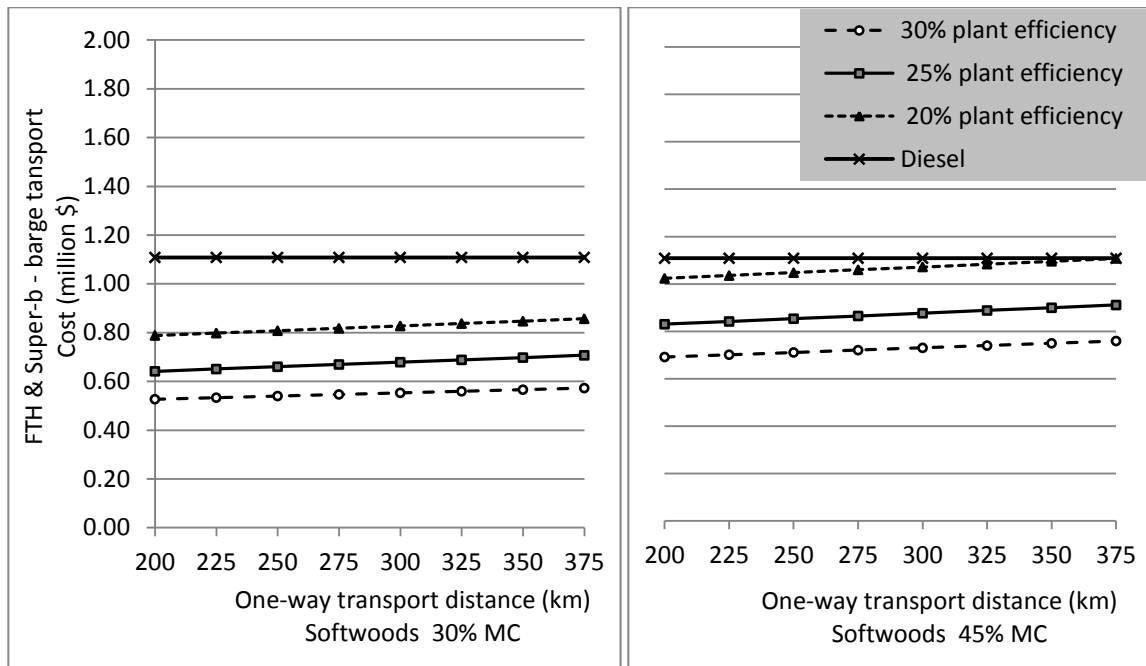 FTH & Super-b - barge tansport
Cost (million $)
2.00
1.80
1.60
1.40
1.20
1.00
0.80
0.60
0.40
0.20
0.00
200 225 250 275 300 325 350 375
One-way transport distance (km)
Softwoods 30% MC
30% plant efficiency
25% plant efficiency
20% plant efficiency
Diesel
200 225 250 275 300 325 350 375
One-way transport distance (km)
Softwoods 45% MC